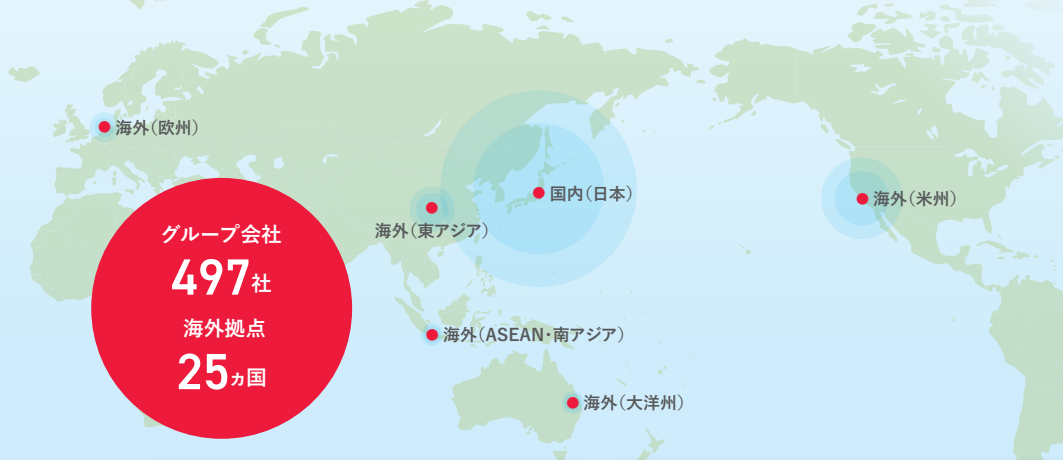 海外（欧州）
国内（日本）
海外（米州）
海外（東アジア）
グループ会社
497社
海外拠点
25ヵ国
海外（ASEAN・南アジア）
海外（大洋州）